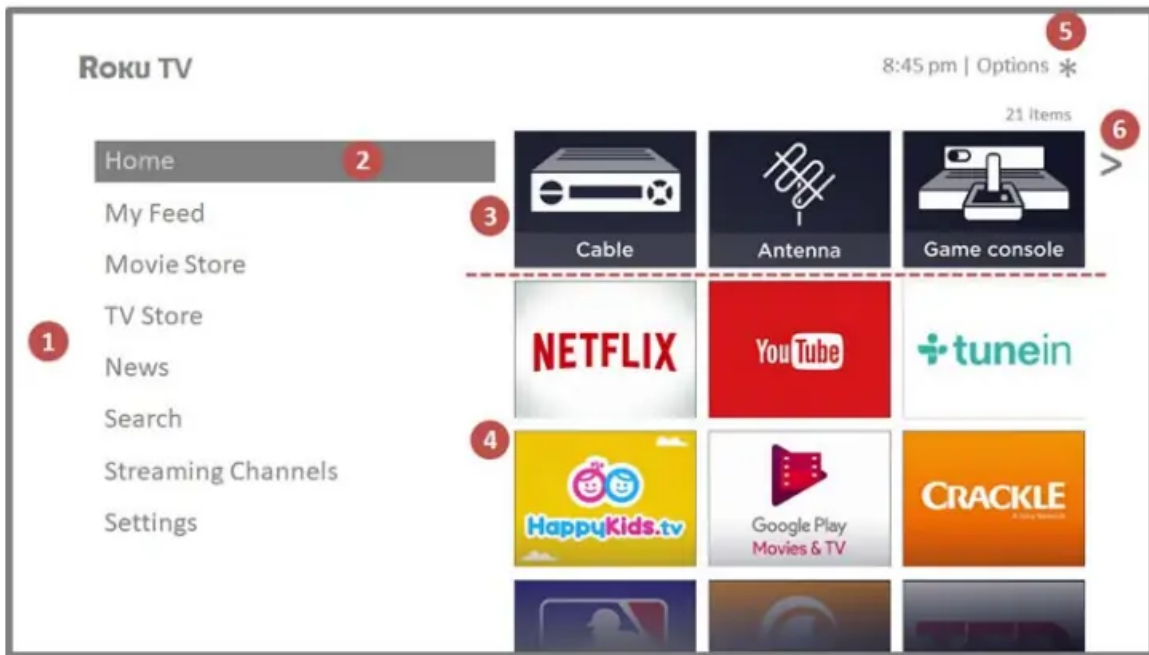 5
ROKU TV
8:45 pm | Options *
21 items
6
>
Home
2
My Feed
Movie Store
TV Store
1
News
Search
Streaming Channels
Settings
3
Cable
Antenna
Game console
NETFLIX
YouTube
tunein
4
HappyKids.tv
Google Play
Movies & TV
CRACKLE